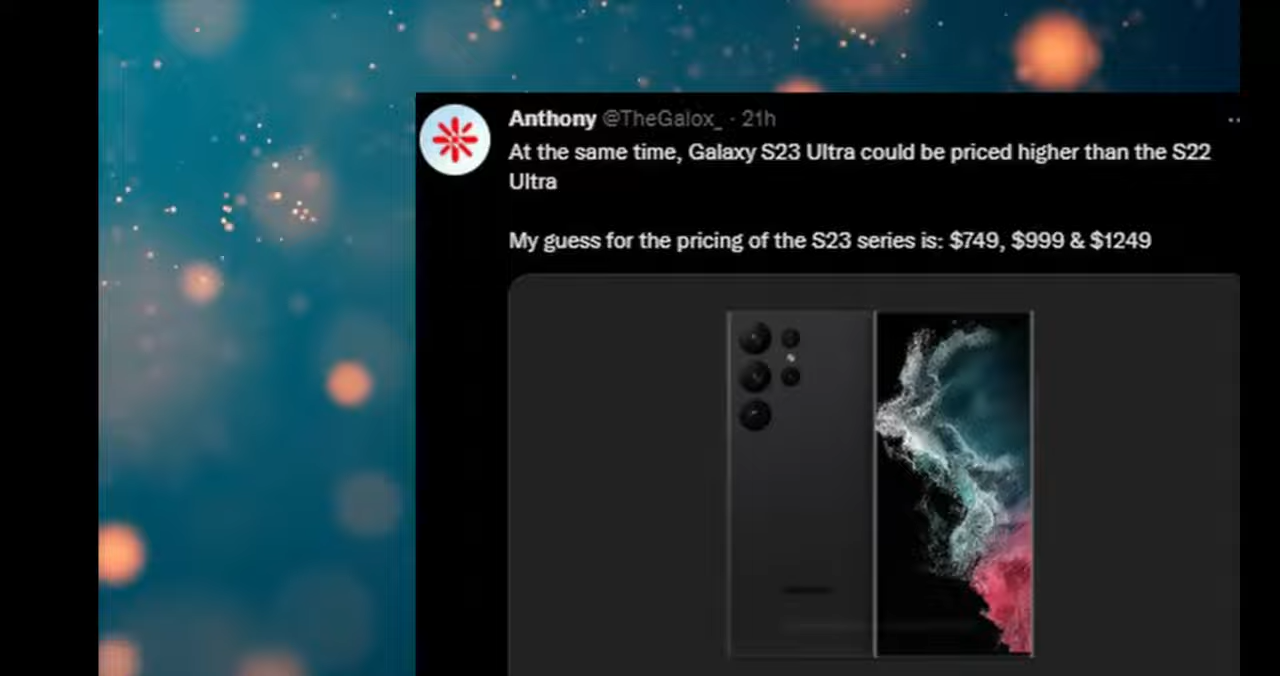 Anthony @TheGalox_ · 21h
At the same time, Galaxy S23 Ultra could be priced higher than the S22
Ultra
My guess for the pricing of the S23 series is: $749, $999 & $1249